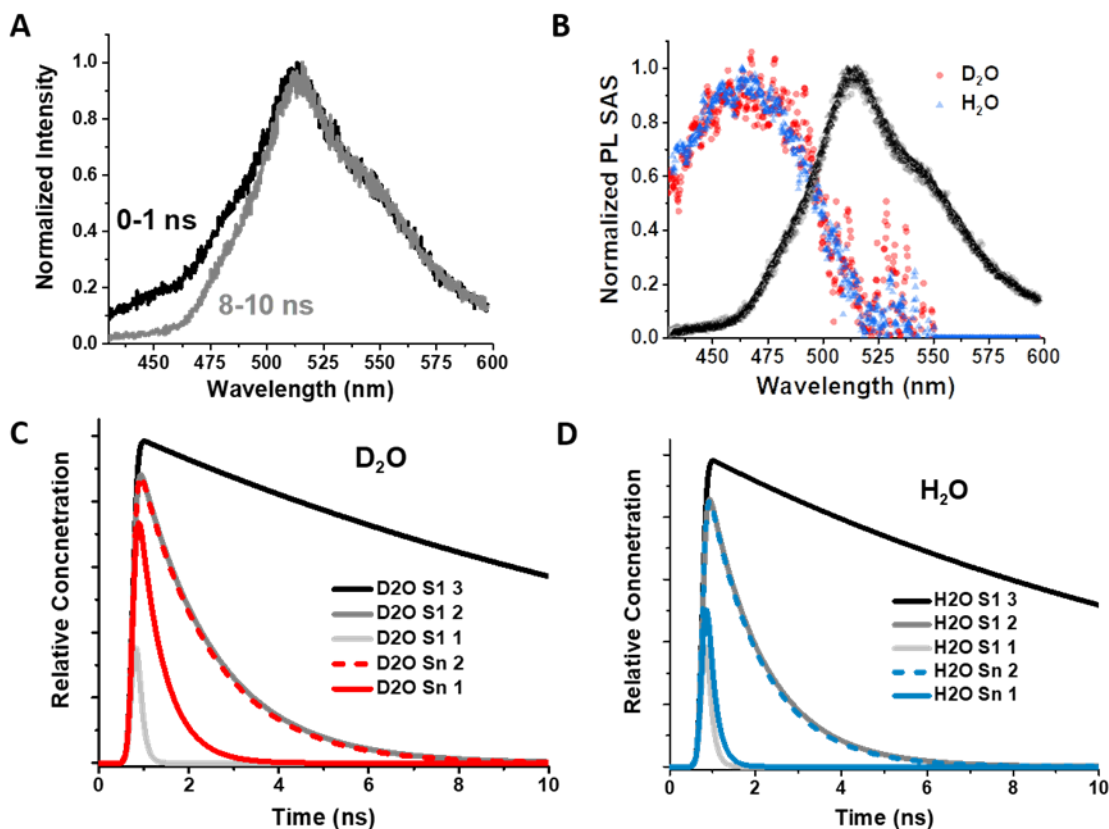 A
Normalized Intensity
1.0
0.8
0.6
0.4
0.2
0.0
0-1 ns
8-10 ns
450 475 500 525 550 575 600
Wavelength (nm)
B
Normalized PL SAS
1.0
0.8
0.6
0.4
0.2
0.0
D₂O
H₂O
450 475 500 525 550 575 600
Wavelength (nm)
C
Relative Concnetration
D₂O
D2O S1 3
D2O S1 2
D2O S1 1
D2O Sn 2
D2O Sn 1
0 2 4 6 8 10
Time (ns)
D
Relative Concnetration
H₂O
H2O S1 3
H2O S1 2
H2O S1 1
H2O Sn 2
H2O Sn 1
0 2 4 6 8 10
Time (ns)